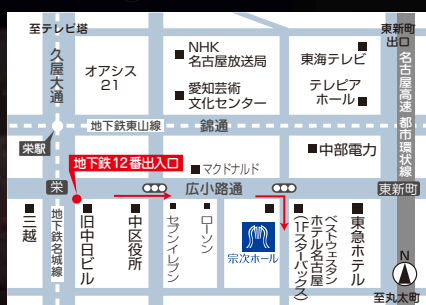 至テレビ塔
東新町
出口
久屋大通
オアシス
21
NHK
名古屋放送局
愛知芸術
文化センター
東海テレビ
テレピア
ホール
名古屋高速 都市環状線
地下鉄東山線
錦通
栄駅
中部電力
地下鉄12番出入口
マクドナルド
栄
広小路通
東新町
三越
地下鉄名城線
旧中日ビル
中区役所
セブンイレブン
ローソン
宗次ホール
ベストウェスタン
ホテル名古屋
(1Fスターバックス)
東急ホテル
N
至丸太町